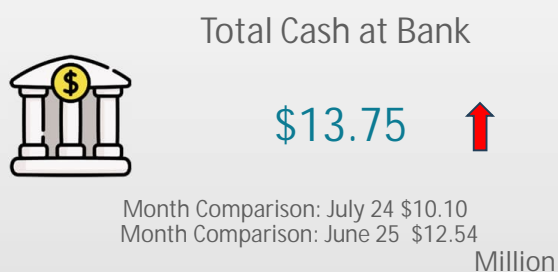 Total Cash at Bank
$
$13.75
Month Comparison: July 24 $10.10
Month Comparison: June 25 $12.54
Million